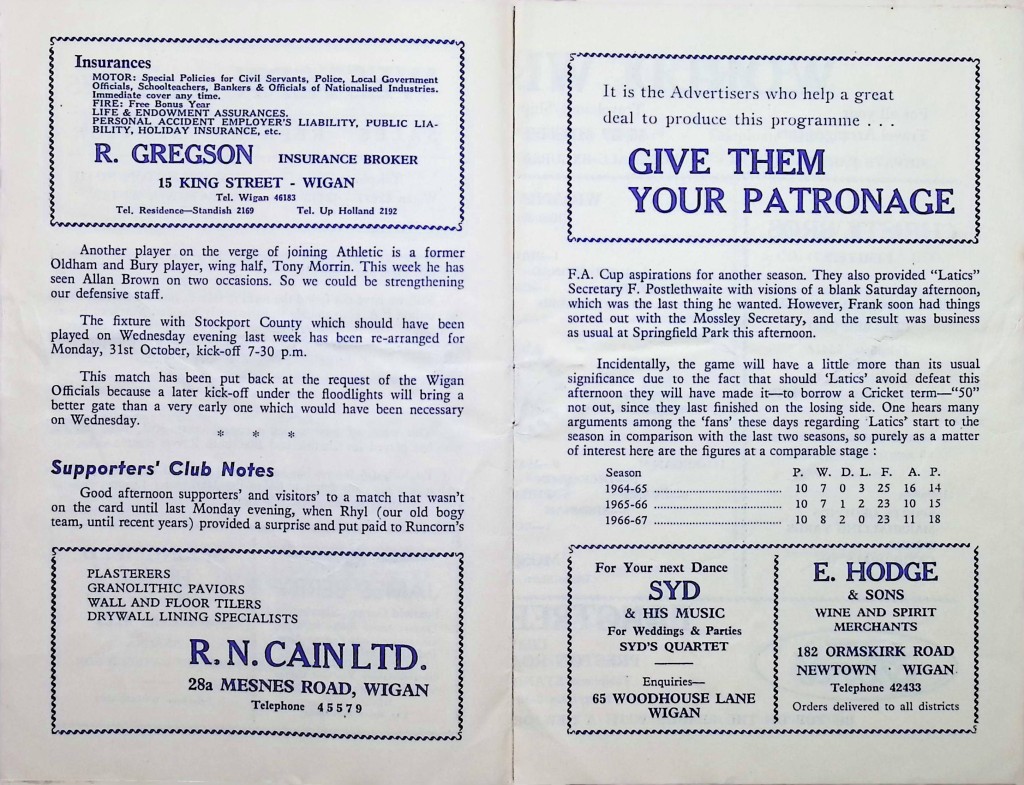 Insurances
MOTOR: Special Policies for Civil Servants, Police, Local Government
Officials, Schoolteachers, Bankers & Officials of Nationalised Industries.
Immediate cover any time.
FIRE: Free Bonus Year
LIFE & ENDOWMENT ASSURANCES.
PERSONAL ACCIDENT EMPLOYER'S LIABILITY, PUBLIC LIA-
BILITY, HOLIDAY INSURANCE, etc.
R. GREGSON INSURANCE BROKER
15 KING STREET - WIGAN
Tel. Wigan 46183
Tel. Residence—Standish 2169 Tel. Up Holland 2192
Another player on the verge of joining Athletic is a former
Oldham and Bury player, wing half, Tony Morrin. This week he has
seen Allan Brown on two occasions. So we could be strengthening
our defensive staff.
The fixture with Stockport County which should have been
played on Wednesday evening last week has been re-arranged for
Monday, 31st October, kick-off 7-30 p.m.
This match has been put back at the request of the Wigan
Officials because a later kick-off under the floodlights will bring a
better gate than a very early one which would have been necessary
on Wednesday.
* * *
Supporters' Club Notes
Good afternoon supporters' and visitors' to a match that wasn't
on the card until last Monday evening, when Rhyl (our old bogy
team, until recent years) provided a surprise and put paid to Runcorn's
PLASTERERS
GRANOLITHIC PAVIORS
WALL AND FLOOR TILERS
DRYWALL LINING SPECIALISTS
R. N. CAIN LTD.
28a MESNES ROAD, WIGAN
Telephone 45579
It is the Advertisers who help a great
deal to produce this programme . . .
GIVE THEM
YOUR PATRONAGE
F.A. Cup aspirations for another season. They also provided "Latics"
Secretary F. Postlethwaite with visions of a blank Saturday afternoon,
which was the last thing he wanted. However, Frank soon had things
sorted out with the Mossley Secretary, and the result was business
as usual at Springfield Park this afternoon.
Incidentally, the game will have a little more than its usual
significance due to the fact that should 'Latics' avoid defeat this
afternoon they will have made it—to borrow a Cricket term—"50"
not out, since they last finished on the losing side. One hears many
arguments among the 'fans' these days regarding 'Latics' start to the
season in comparison with the last two seasons, so purely as a matter
of interest here are the figures at a comparable stage :
Season P. W. D. L. F. A. P.
1964-65 ........................................ 10 7 0 3 25 16 14
1965-66 ........................................ 10 7 1 2 23 10 15
1966-67 ........................................ 10 8 2 0 23 11 18
For Your next Dance
SYD
& HIS MUSIC
For Weddings & Parties
SYD'S QUARTET
Enquiries—
65 WOODHOUSE LANE
WIGAN
E. HODGE
& SONS
WINE AND SPIRIT
MERCHANTS
182 ORMSKIRK ROAD
NEWTOWN · WIGAN
Telephone 42433
Orders delivered to all districts